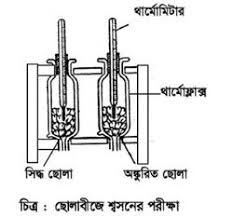 থার্মোমিটার
থার্মোফ্লাক্স
সিদ্ধ ছোলা
অঙ্কুরিত ছোলা
চিত্র : ছোলাবীজে শ্বসনের পরীক্ষা